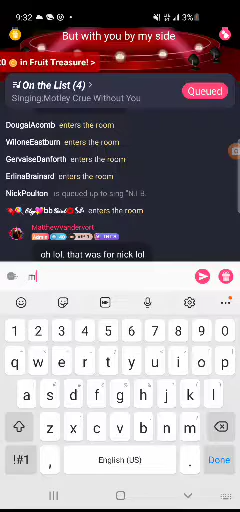 9:32
3%
But with you by my side
20 in Fruit Treasure! >
On the List (4) >
Singing,Motley Crue Without You
Queued
DougalAcomb enters the room
WiloneEastburn enters the room
GervaiseDanforth enters the room
ErlinaBrainard enters the room
NickPoulton is queued up to sing "N.I.B.
enters the room
MatthewVandervort
oh lol. that was for nick lol
m
1 2 3 4 5 6 7 8 9 0
q w e r t y u i o p
a s d f g h j k l
z x c v b n m
!#1 , English (US) . Done